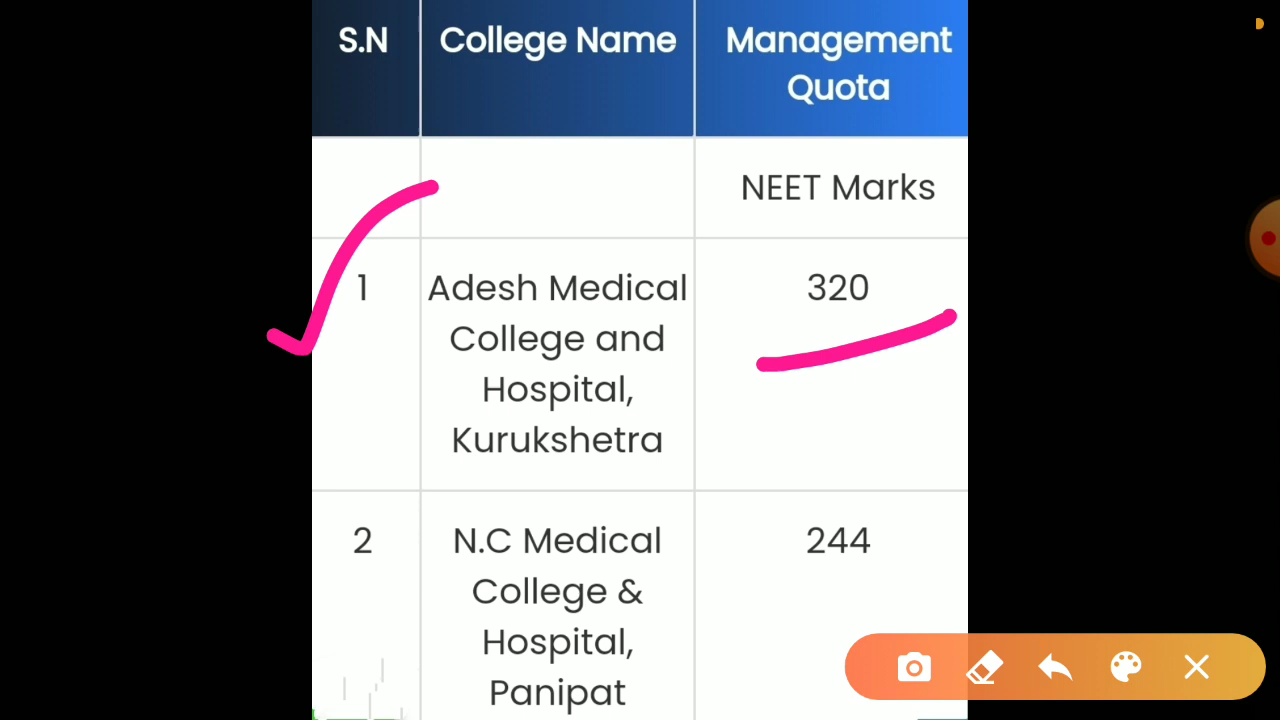 S.N College Name Management
Quota
NEET Marks
1 Adesh Medical 320
College and
Hospital,
Kurukshetra
2 N.C Medical 244
College &
Hospital,
Panipat